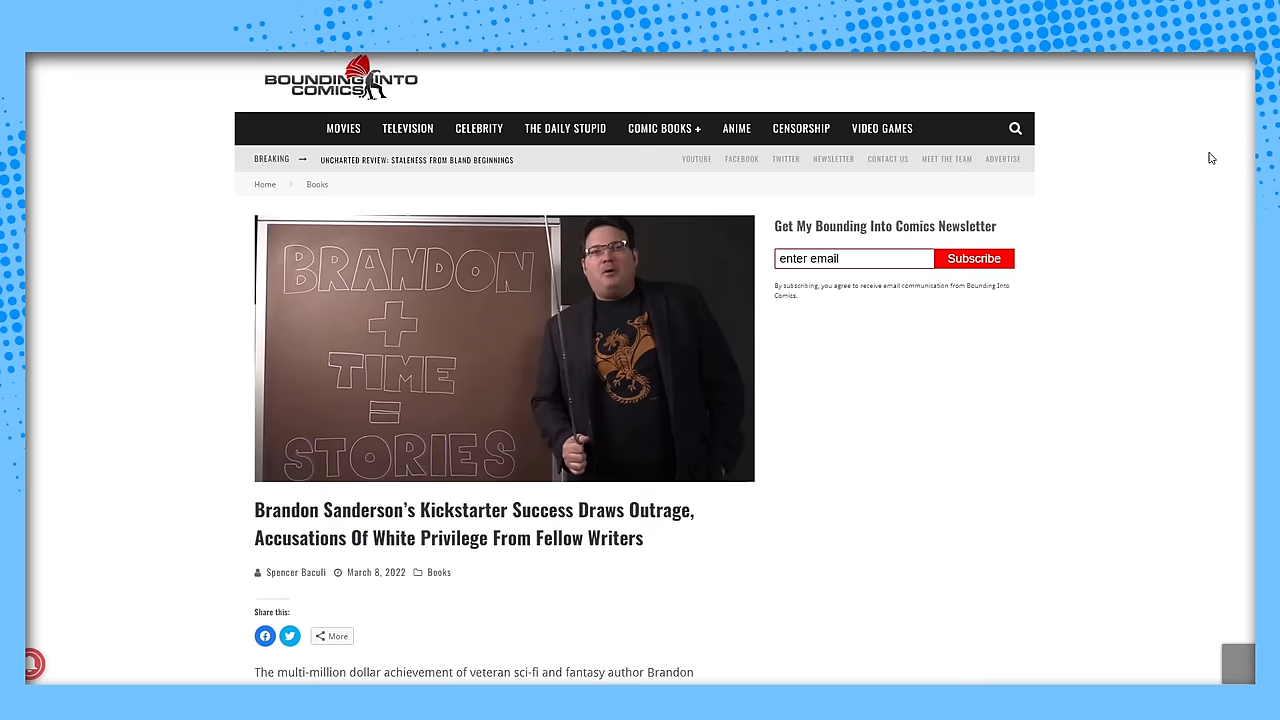 BOUNDING INTO
COMICS
MOVIES TELEVISION CELEBRITY THE DAILY STUPID COMIC BOOKS + ANIME CENSORSHIP VIDEO GAMES
BREAKING → UNCHARTED REVIEW: STALENESS FROM BLAND BEGINNINGS YOUTUBE FACEBOOK TWITTER NEWSLETTER CONTACT US MEET THE TEAM ADVERTISE
Home Books
BRANDON
+
TIME
=
STORIES
Get My Bounding Into Comics Newsletter
enter email Subscribe
By subscribing, you agree to receive email communication from Bounding Into
Comics.
Brandon Sanderson's Kickstarter Success Draws Outrage,
Accusations Of White Privilege From Fellow Writers
Spencer Baculi March 8, 2022 Books
Share this:
More
The multi-million dollar achievement of veteran sci-fi and fantasy author Brandon